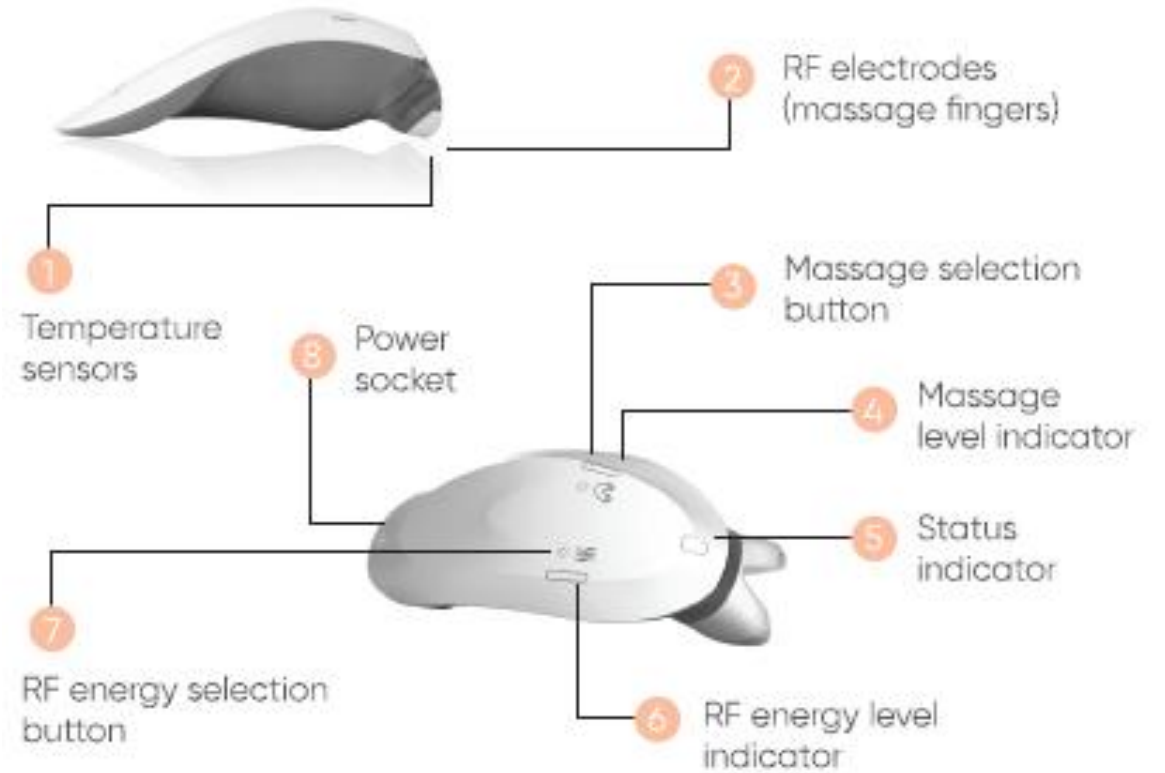 2
RF electrodes
(massage fingers)
1
Temperature
sensors
3
Massage selection
button
8
Power
socket
4
Massage
level indicator
5
Status
indicator
7
RF energy selection
button
6
RF energy level
indicator